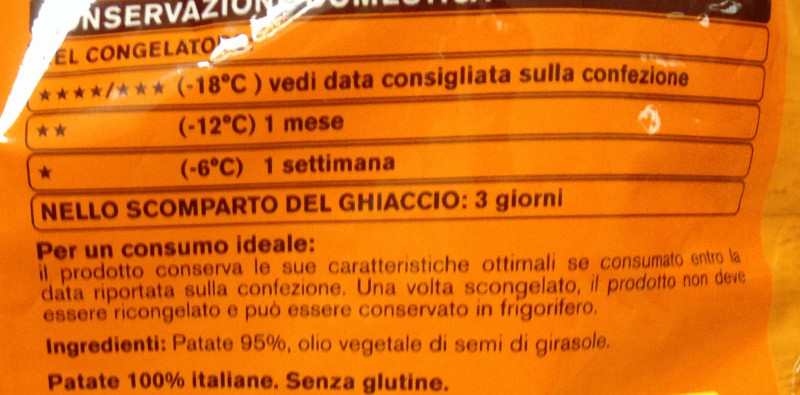 CONSERVAZIONE DOMESTICA
EL CONGELATO
★★★★/★★★ (-18°C ) vedi data consigliata sulla confezione
★★ (-12°C) 1 mese
★ (-6°C) 1 settimana
NELLO SCOMPARTO DEL GHIACCIO: 3 giorni
Per un consumo ideale:
il prodotto conserva le sue caratteristiche ottimali se consumato entro la
data riportata sulla confezione. Una volta scongelato, il prodotto non deve
essere ricongelato e può essere conservato in frigorifero.
Ingredienti: Patate 95%, olio vegetale di semi di girasole.
Patate 100% italiane. Senza glutine.